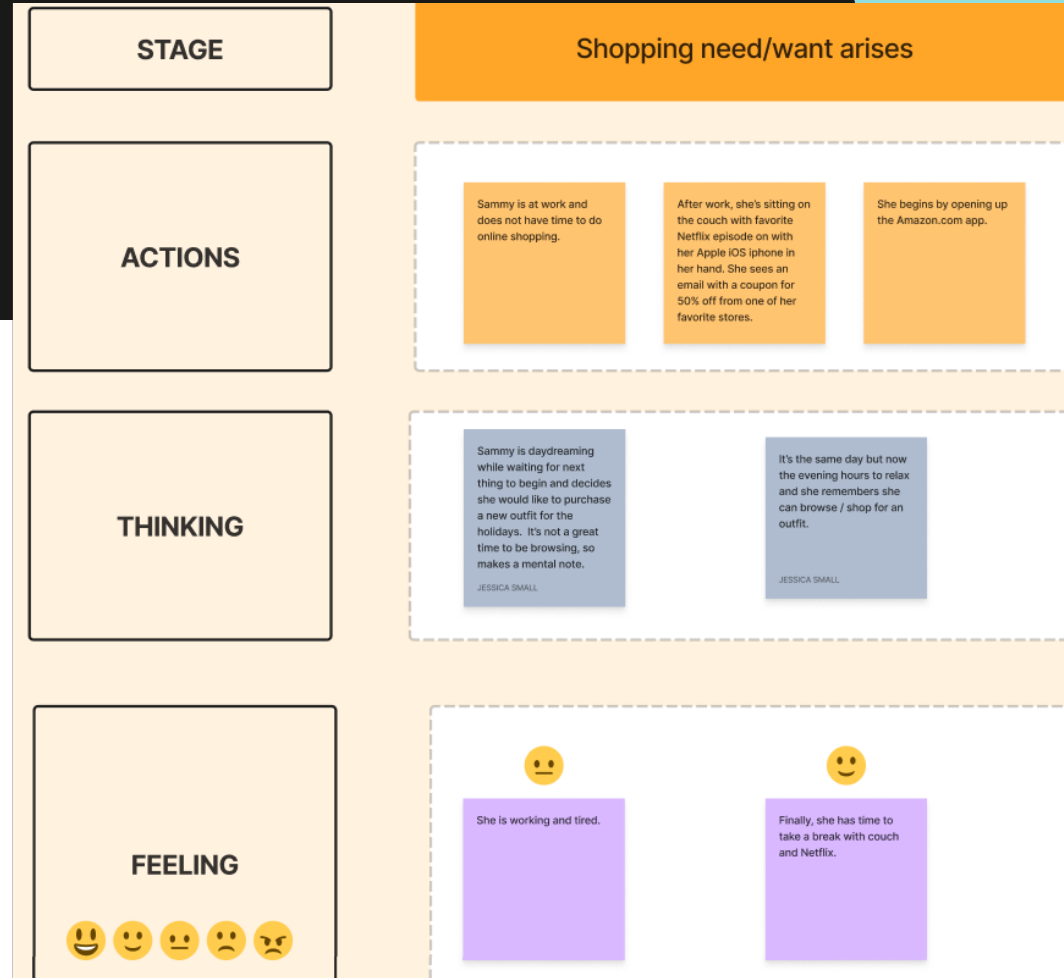 STAGE
Shopping need/want arises
ACTIONS
Sammy is at work and
does not have time to do
online shopping.
After work, she's sitting on
the couch with favorite
Netflix episode on with
her Apple iOS iphone in
her hand. She sees an
email with a coupon for
50% off from one of her
favorite stores.
She begins by opening up
the Amazon.com app.
THINKING
Sammy is daydreaming
while waiting for next
thing to begin and decides
she would like to purchase
a new outfit for the
holidays.  It's not a great
time to be browsing, so
makes a mental note.
JESSICA SMALL
It's the same day but now
the evening hours to relax
and she remembers she
can browse / shop for an
outfit.
JESSICA SMALL
FEELING
She is working and tired.
Finally, she has time to
take a break with couch
and Netflix.